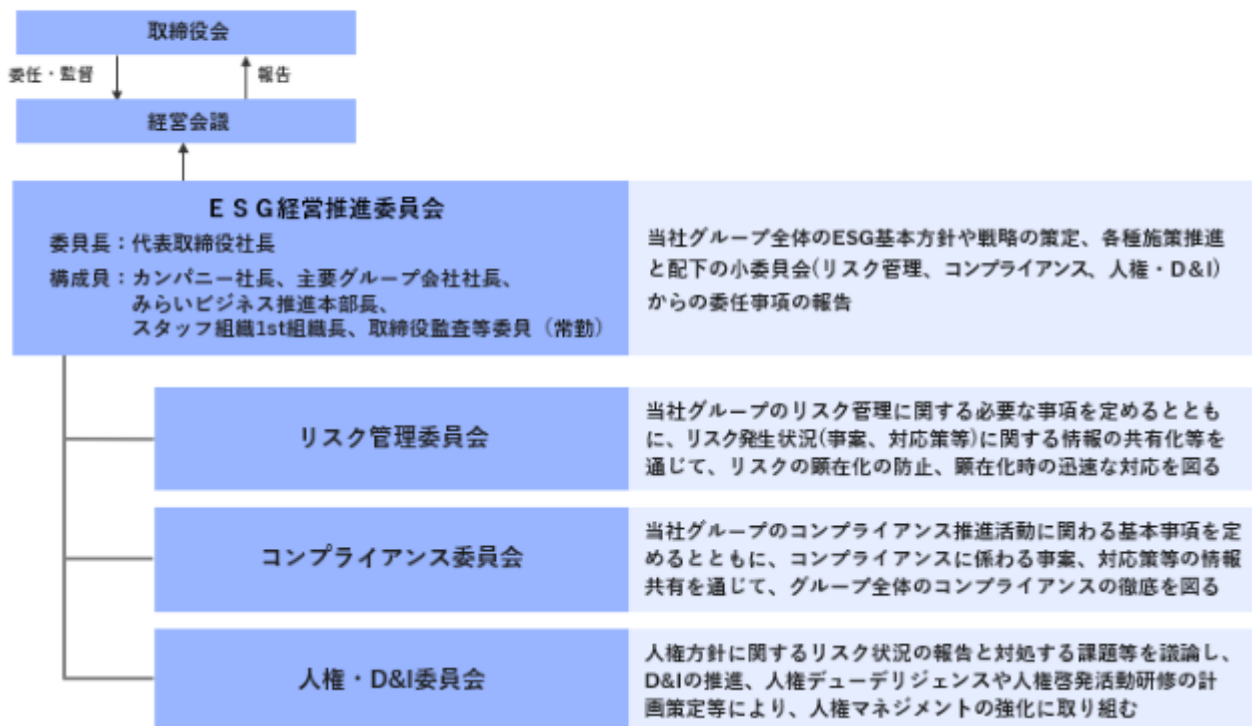 取締役会
委任・監督
報告
経営会議
ESG経営推進委員会
委員長：代表取締役社長
構成員：カンパニー社長、主要グループ会社社長、
みらいビジネス推進本部長、
スタッフ組織1st組織長、取締役監査等委員（常勤）
当社グループ全体のESG基本方針や戦略の策定、各種施策推進
と配下の小委員会(リスク管理、コンプライアンス、人権・D&I)
からの委任事項の報告
リスク管理委員会
当社グループのリスク管理に関する必要な事項を定めるととも
に、リスク発生状況(事案、対応策等)に関する情報の共有化等を
通じて、リスクの顕在化の防止、顕在化時の迅速な対応を図る
コンプライアンス委員会
当社グループのコンプライアンス推進活動に関わる基本事項を定
めるとともに、コンプライアンスに係わる事案、対応策等の情報
共有を通じて、グループ全体のコンプライアンスの徹底を図る
人権・D&I委員会
人権方針に関するリスク状況の報告と対処する課題等を議論し、
D&Iの推進、人権デューデリジェンスや人権啓発活動研修の計
画策定等により、人権マネジメントの強化に取り組む